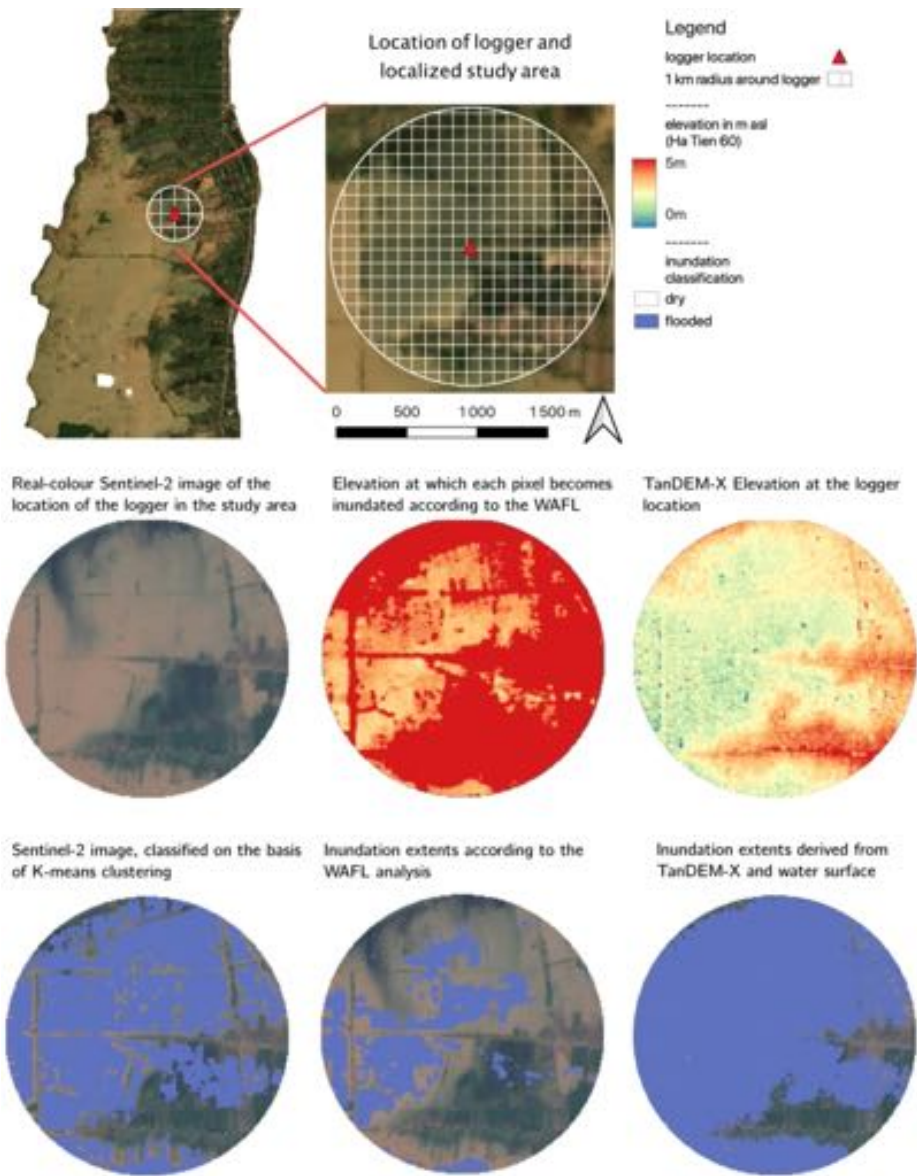 Location of logger and
localized study area
Legend
logger location
1 km radius around logger
-------
elevation in m asl
(Ha Tien 60)
5m
0m
-------
inundation
classification
dry
flooded
0 500 1 000 1 500 m
Real-colour Sentinel-2 image of the
location of the logger in the study area
Elevation at which each pixel becomes
inundated according to the WAFL
TanDEM-X Elevation at the logger
location
Sentinel-2 image, classified on the basis
of K-means clustering
Inundation extents according to the
WAFL analysis
Inundation extents derived from
TanDEM-X and water surface